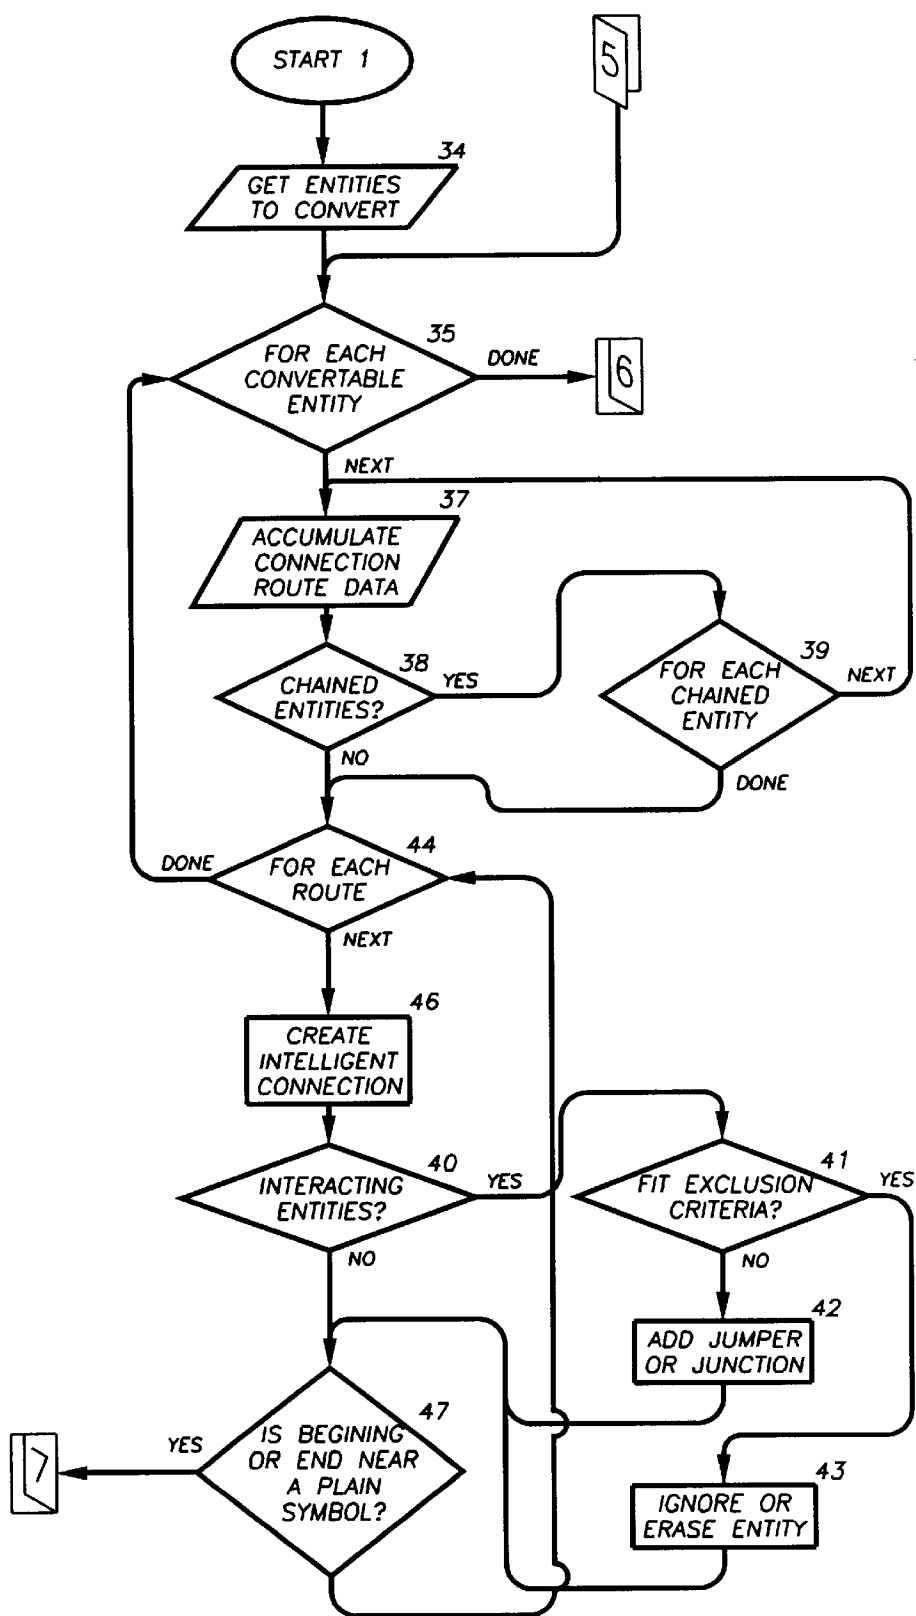 START 1
5
34
GET ENTITIES
TO CONVERT
35
FOR EACH
CONVERTABLE
ENTITY
DONE
6
NEXT
37
ACCUMULATE
CONNECTION
ROUTE DATA
38
CHAINED
ENTITIES?
YES
39
FOR EACH
CHAINED
ENTITY
NEXT
NO
DONE
44
FOR EACH
ROUTE
DONE
NEXT
46
CREATE
INTELLIGENT
CONNECTION
40
INTERACTING
ENTITIES?
YES
41
FIT EXCLUSION
CRITERIA?
YES
NO
NO
42
ADD JUMPER
OR JUNCTION
47
IS BEGINING
OR END NEAR
A PLAIN
SYMBOL?
YES
7
43
IGNORE OR
ERASE ENTITY